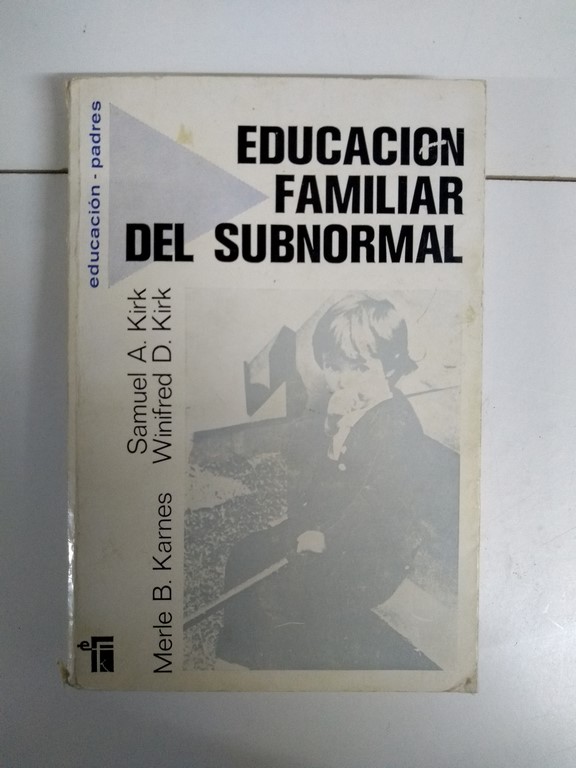 educación - padres
EDUCACION
FAMILIAR
DEL SUBNORMAL
Samuel A. Kirk
Winifred D. Kirk
Merle B. Karnes